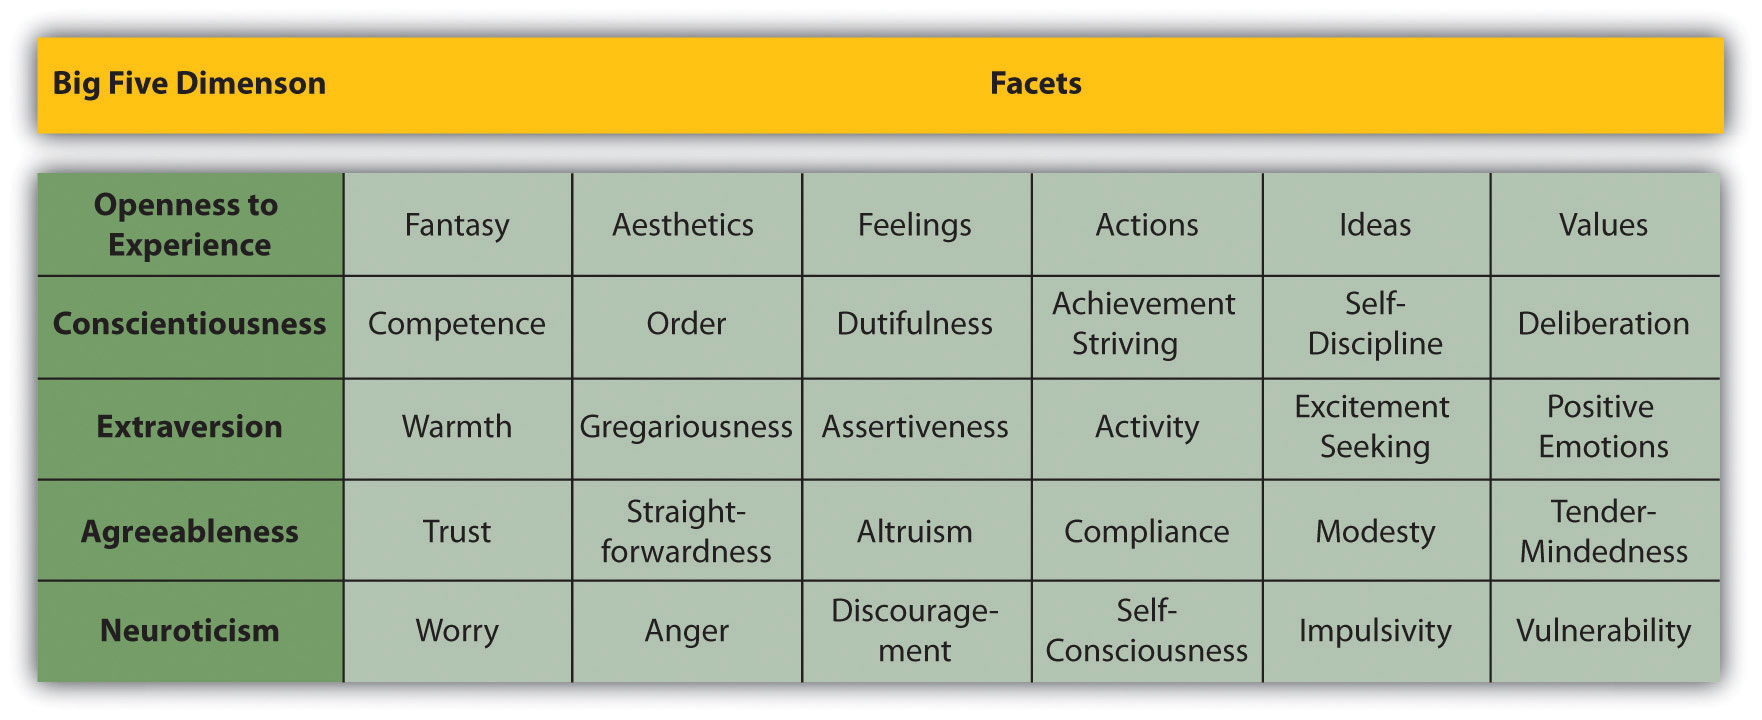 Big Five Dimenson Facets
Openness to
Experience
Fantasy
Aesthetics
Feelings
Actions
Ideas
Values
Conscientiousness
Competence
Order
Dutifulness
Achievement
Striving
Self-
Discipline
Deliberation
Extraversion
Warmth
Gregariousness
Assertiveness
Activity
Excitement
Seeking
Positive
Emotions
Agreeableness
Trust
Straight-
forwardness
Altruism
Compliance
Modesty
Tender-
Mindedness
Neuroticism
Worry
Anger
Discourage-
ment
Self-
Consciousness
Impulsivity
Vulnerability